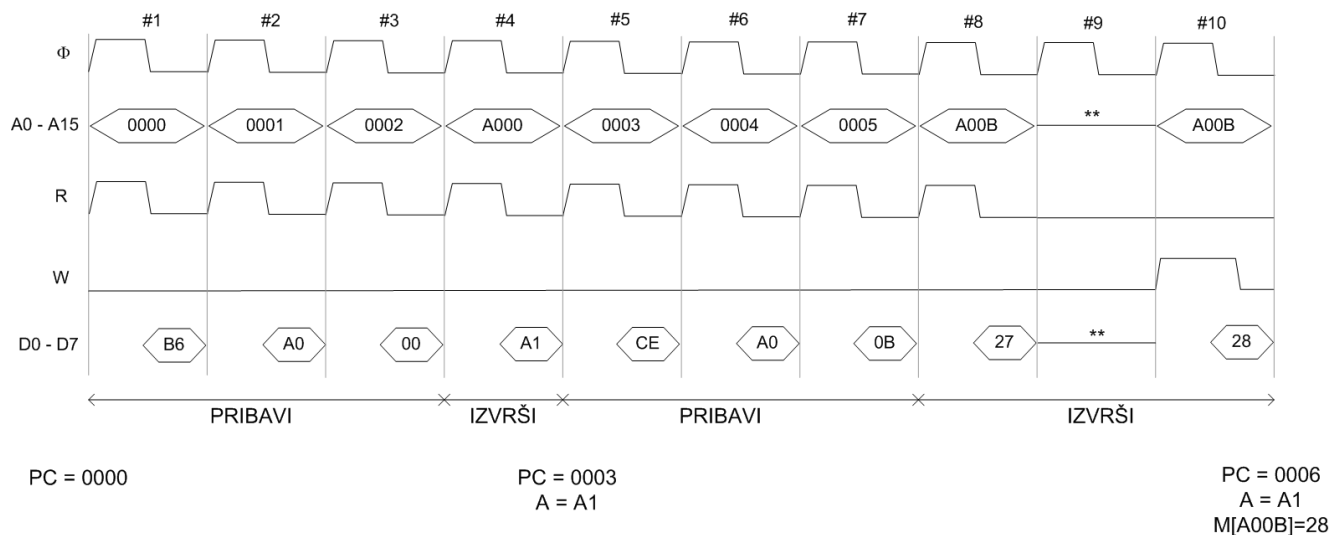 #1 #2 #3 #4 #5 #6 #7 #8 #9 #10
Φ
A0 - A15 0000 0001 0002 A000 0003 0004 0005 A00B ** A00B
R
W
D0 - D7 B6 A0 00 A1 CE A0 0B 27 ** 28
PRIBAVI IZVRŠI PRIBAVI IZVRŠI
PC = 0000 PC = 0003 PC = 0006
A = A1 A = A1
M[A00B]=28